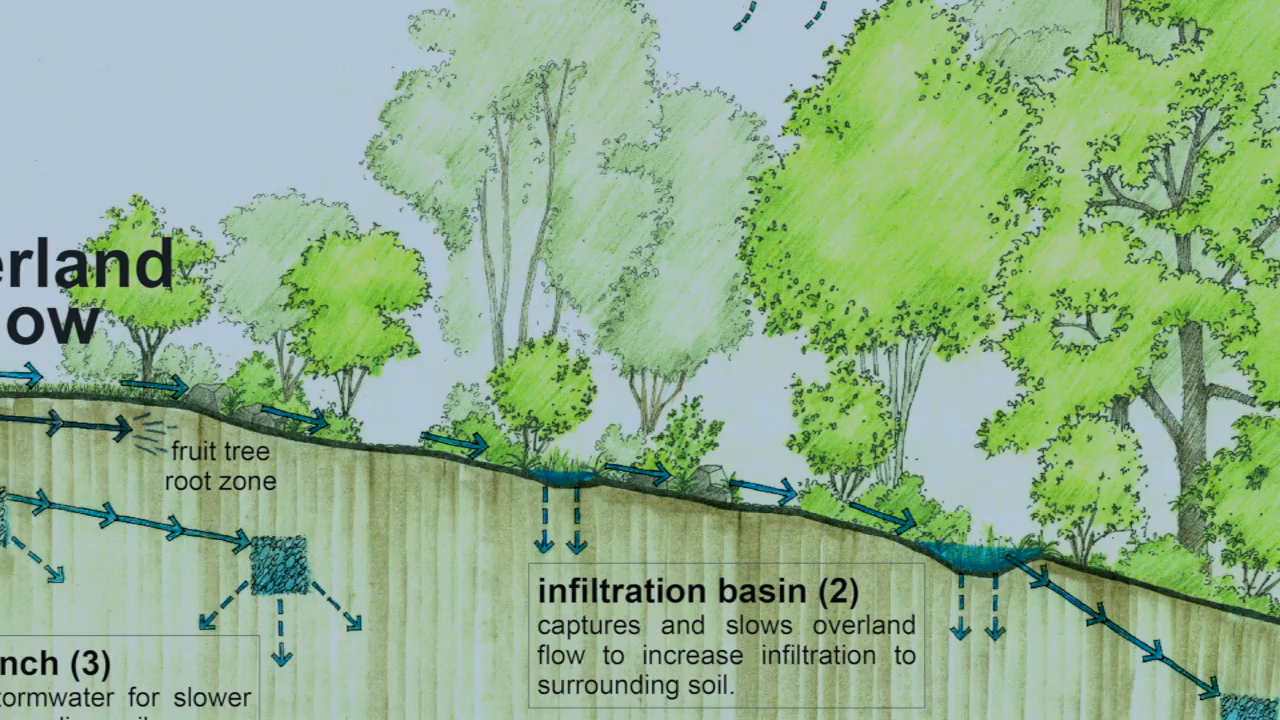 erland
ow
fruit tree
root zone
infiltration basin (2)
captures and slows overland
flow to increase infiltration to
surrounding soil.
nch (3)
tormwater for slower